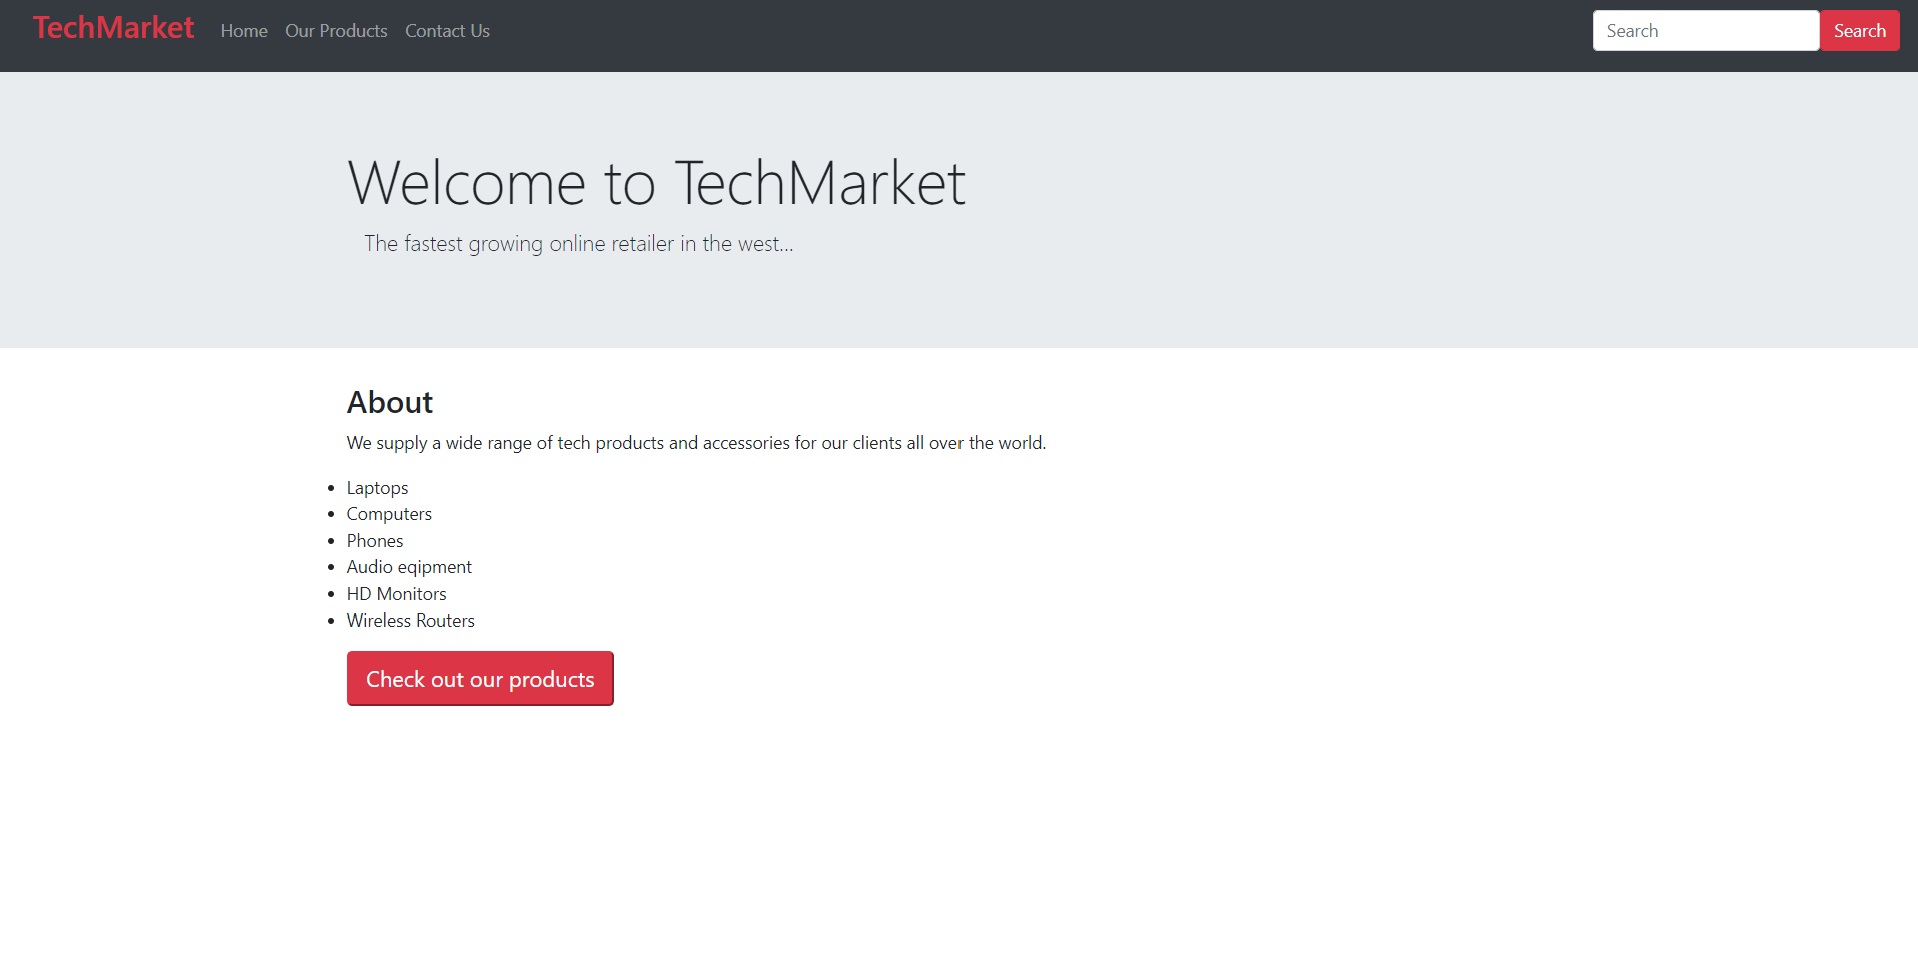 TechMarket Home Our Products Contact Us Search Search
Welcome to TechMarket
The fastest growing online retailer in the west...
About
We supply a wide range of tech products and accessories for our clients all over the world.
Laptops
Computers
Phones
Audio eqipment
HD Monitors
Wireless Routers
Check out our products